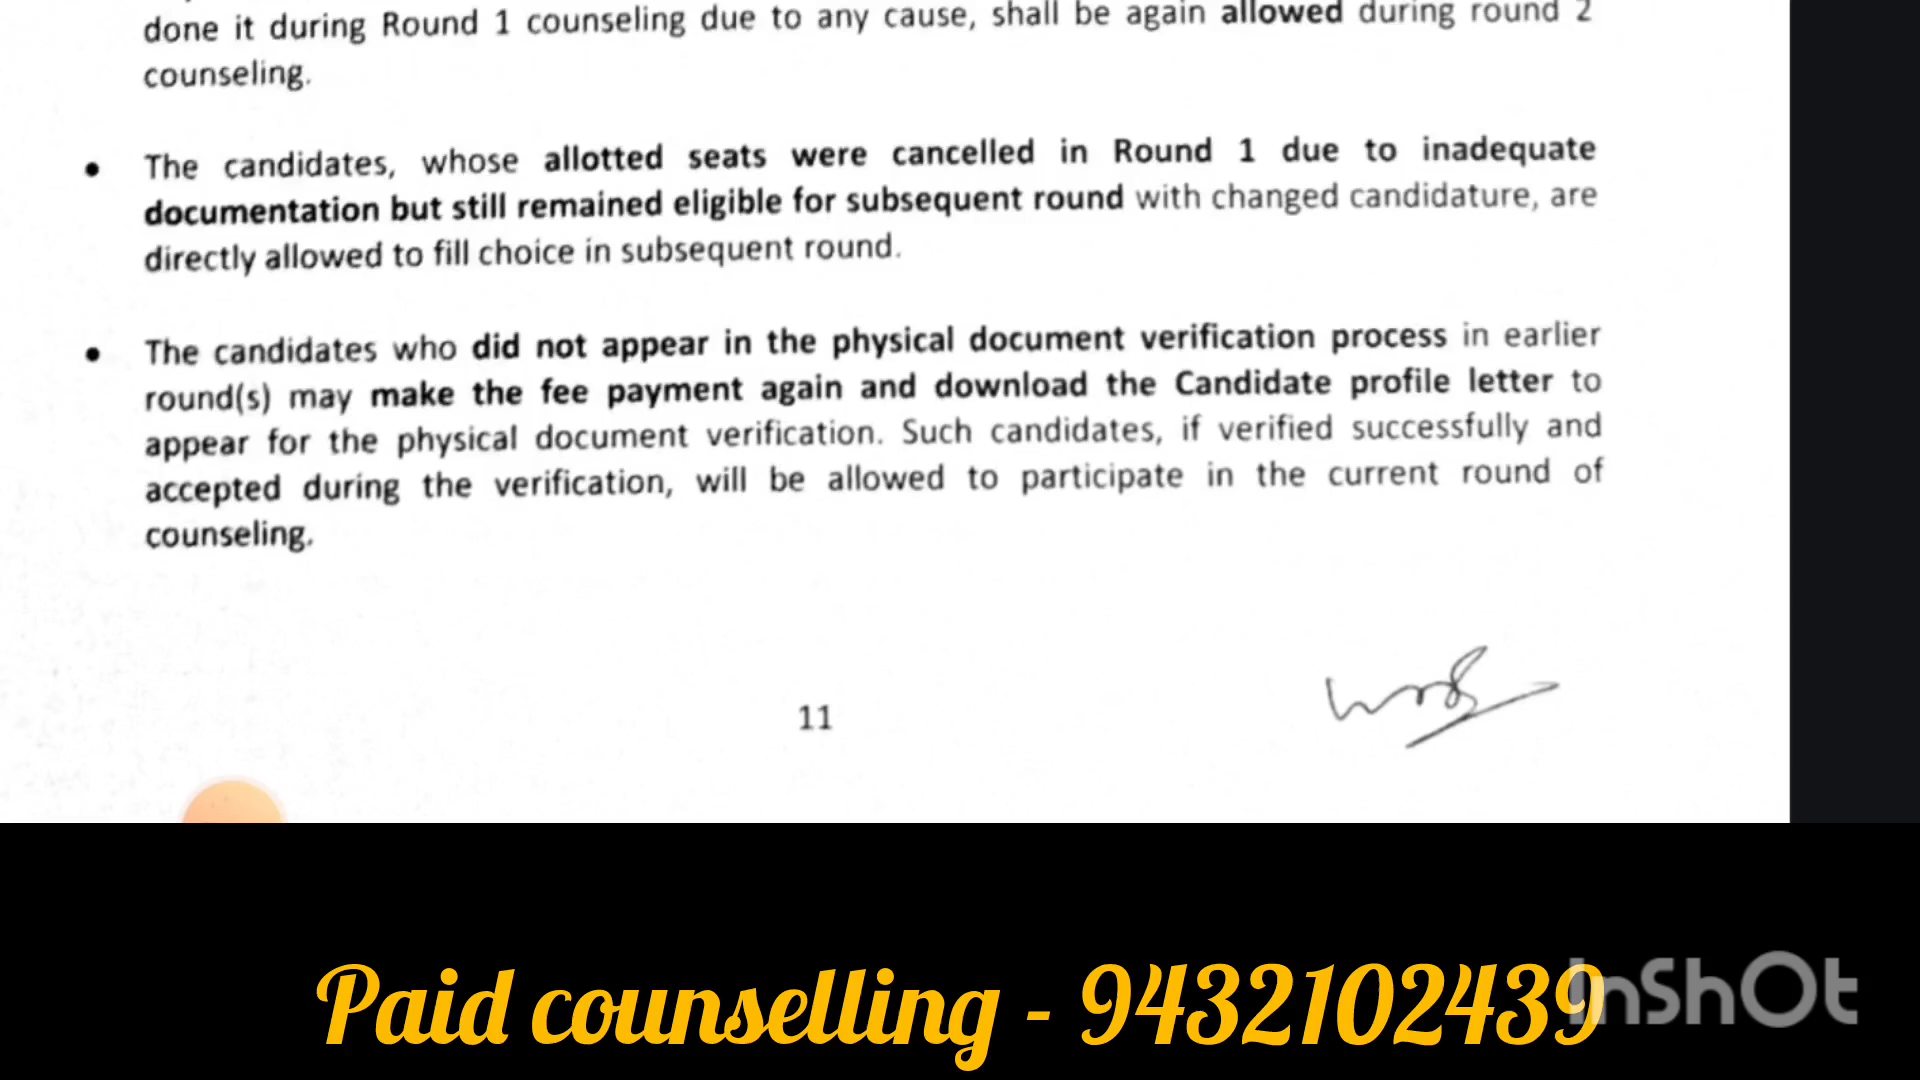 done it during Round 1 counseling due to any cause, shall be again allowed during round 2
counseling.
• The candidates, whose allotted seats were cancelled in Round 1 due to inadequate
documentation but still remained eligible for subsequent round with changed candidature, are
directly allowed to fill choice in subsequent round.
• The candidates who did not appear in the physical document verification process in earlier
round(s) may make the fee payment again and download the Candidate profile letter to
appear for the physical document verification. Such candidates, if verified successfully and
accepted during the verification, will be allowed to participate in the current round of
counseling.
11
Paid counselling - 9432102439
InShOt